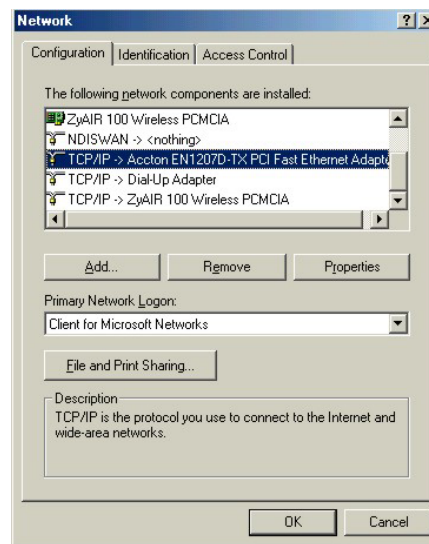 Network
? x
Configuration Identification Access Control
The following network components are installed:
ZyAIR 100 Wireless PCMCIA
NDISWAN -> <nothing>
TCP/IP -> Accton EN1207D-TX PCI Fast Ethernet Adapte
TCP/IP -> Dial-Up Adapter
TCP/IP -> ZyAIR 100 Wireless PCMCIA
Add... Remove Properties
Primary Network Logon:
Client for Microsoft Networks
File and Print Sharing...
Description
TCP/IP is the protocol you use to connect to the Internet and
wide-area networks.
OK Cancel